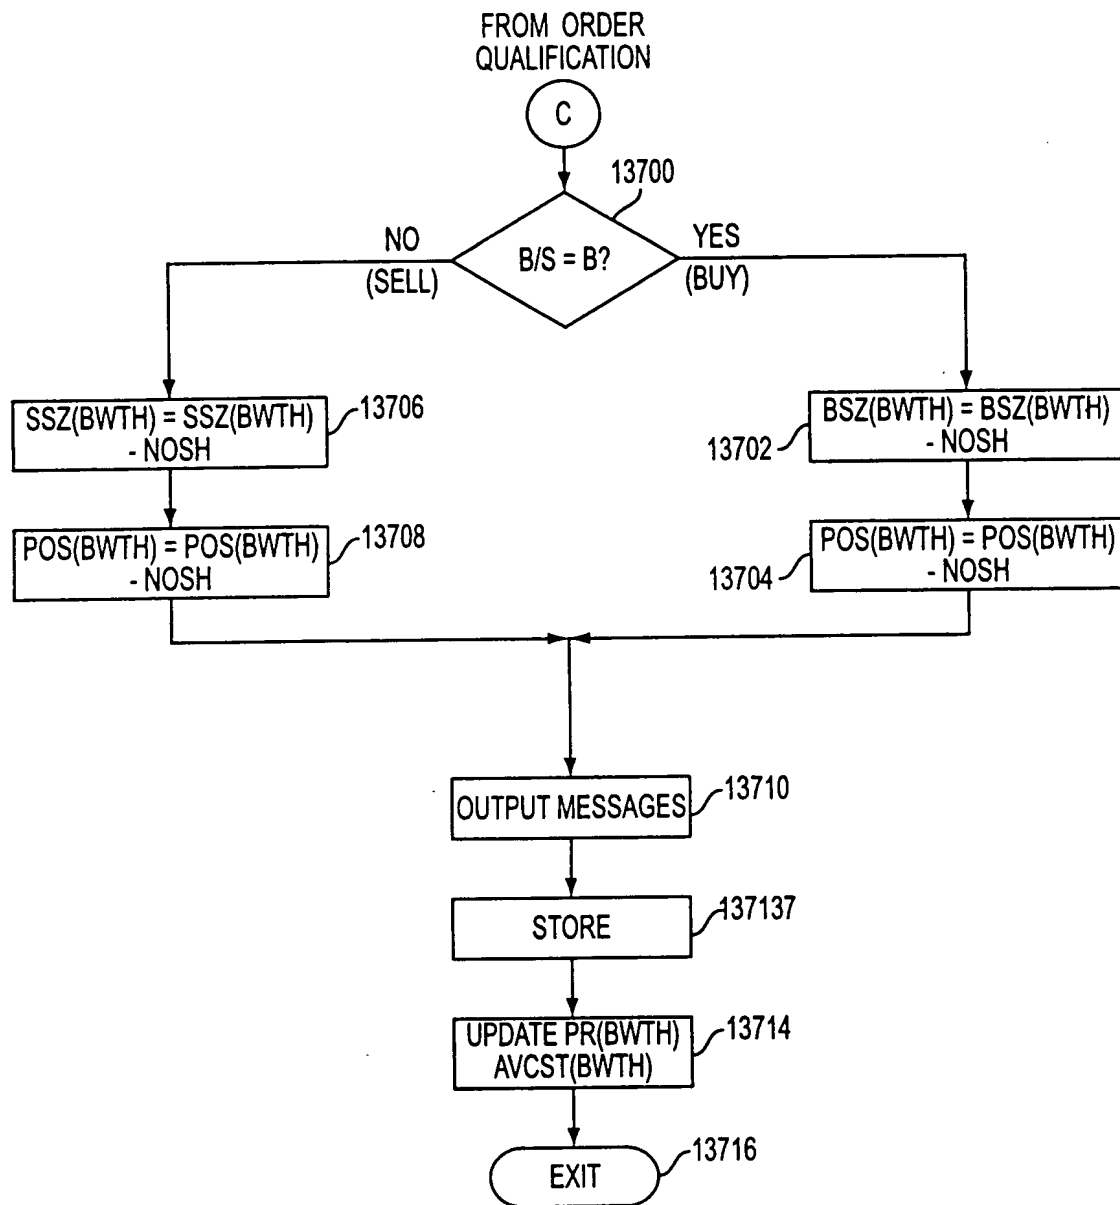 FROM ORDER
QUALIFICATION
C
13700
B/S = B?
NO
(SELL)
YES
(BUY)
SSZ(BWTH) = SSZ(BWTH)
- NOSH
13706
BSZ(BWTH) = BSZ(BWTH)
- NOSH
13702
POS(BWTH) = POS(BWTH)
- NOSH
13708
POS(BWTH) = POS(BWTH)
- NOSH
13704
OUTPUT MESSAGES
13710
STORE
137137
UPDATE PR(BWTH)
AVCST(BWTH)
13714
EXIT
13716